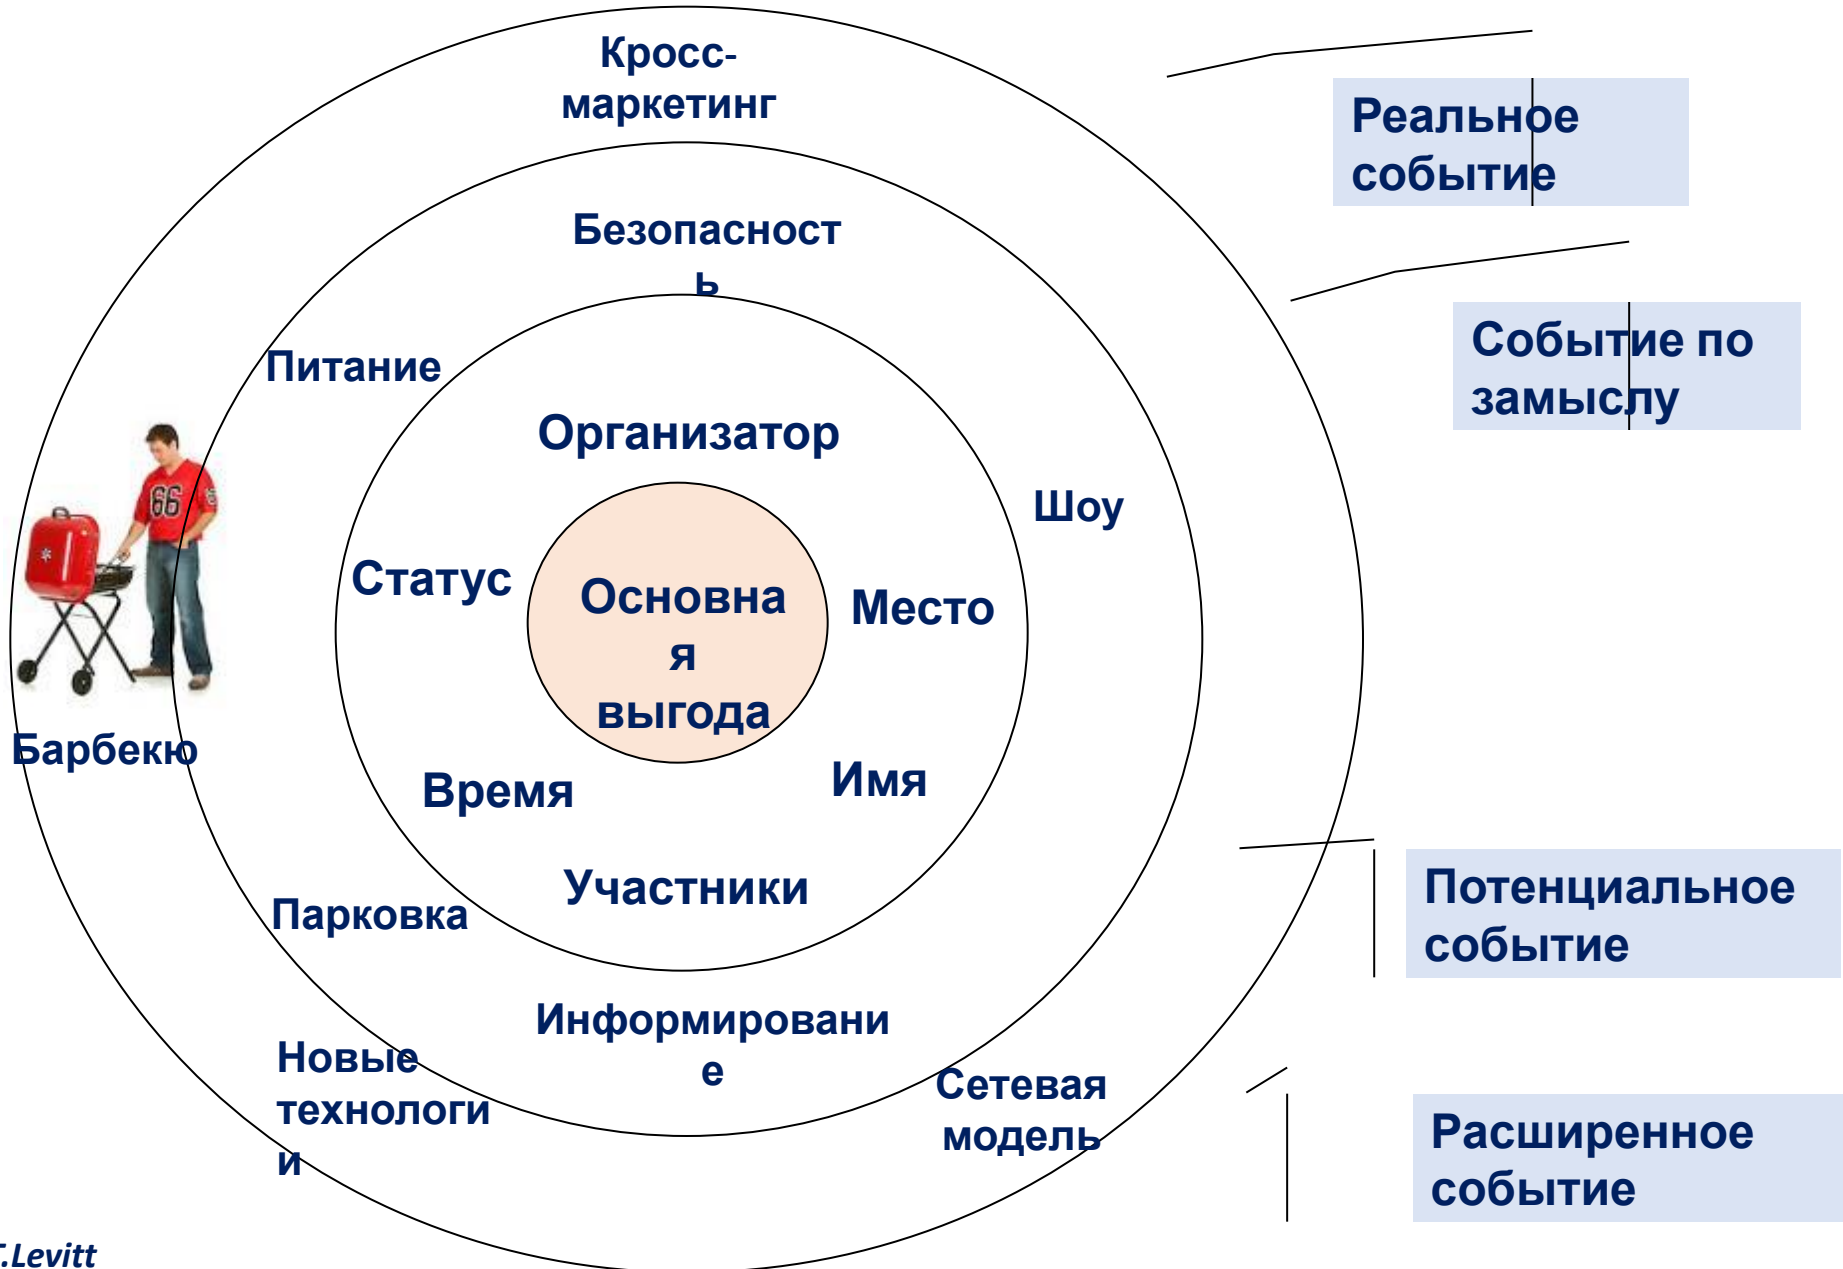 Кросс-
маркетинг
Реальное
событие
Безопасност
ь
Событие по
замыслу
Питание
Организатор
Шоу
66
Статус
Основна
я
выгода
Место
Барбекю
Время
Имя
Участники
Парковка
Потенциальное
событие
Информировани
е
Новые
технологи
и
Сетевая
модель
Расширенное
событие
T.Levitt